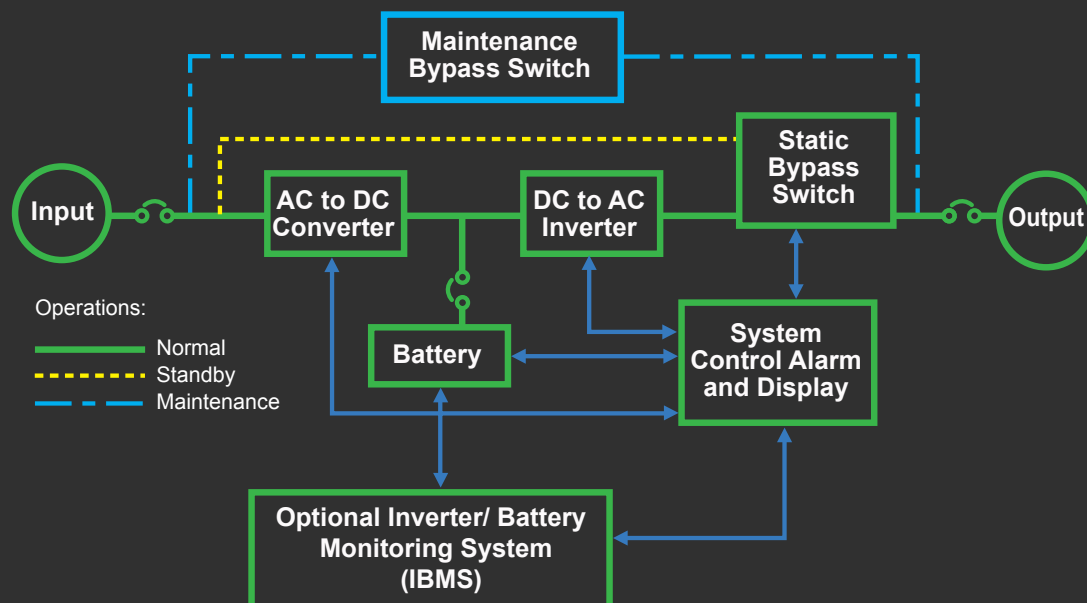 Maintenance
Bypass Switch
Static
Bypass
Switch
Input
AC to DC
Converter
DC to AC
Inverter
Output
Operations:
Normal
Standby
Maintenance
Battery
System
Control Alarm
and Display
Optional Inverter/ Battery
Monitoring System
(IBMS)